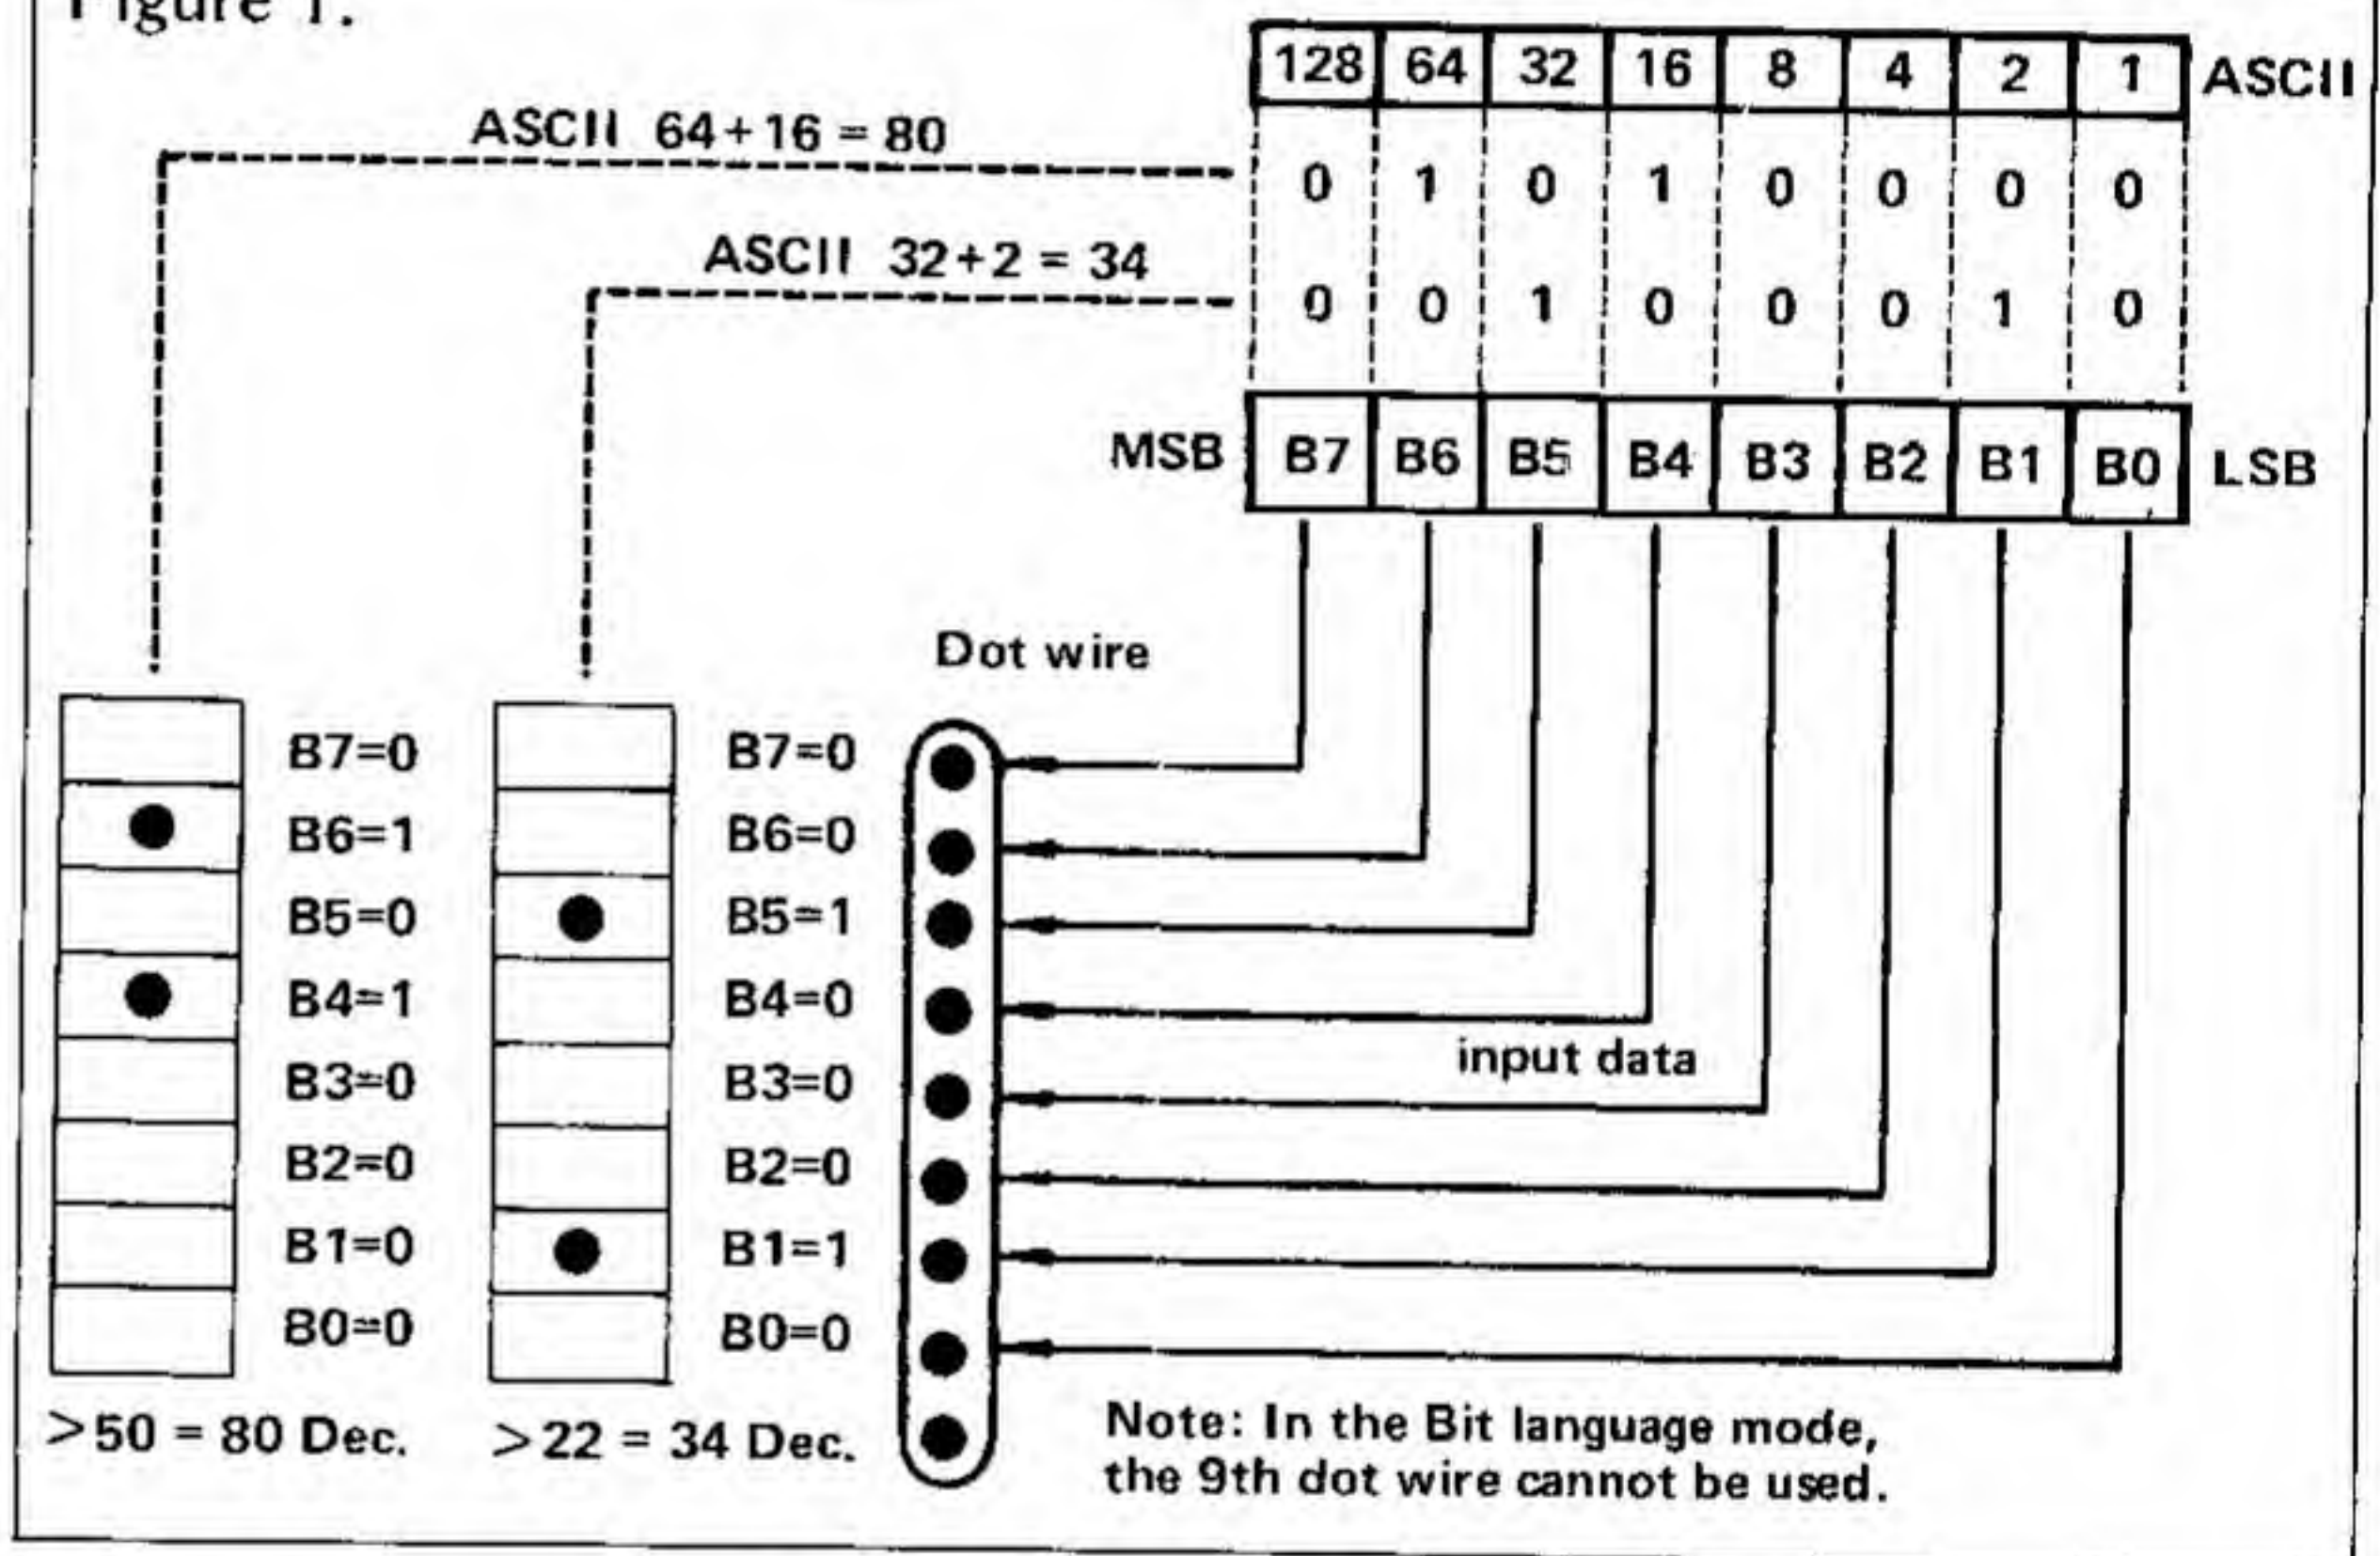 Figure 1.
128 64 32 16 8 4 2 1 ASCII
ASCII 64+16 = 80
0 1 0 1 0 0 0 0
ASCII 32+2 = 34
0 0 1 0 0 0 1 0
MSB B7 B6 B5 B4 B3 B2 B1 B0 LSB
Dot wire
B7=0 B7=0
B6=1 B6=0
B5=0 B5=1
B4=1 B4=0
input data
B3=0 B3=0
B2=0 B2=0
B1=0 B1=1
B0=0 B0=0
>50 = 80 Dec. >22 = 34 Dec.
Note: In the Bit language mode,
the 9th dot wire cannot be used.